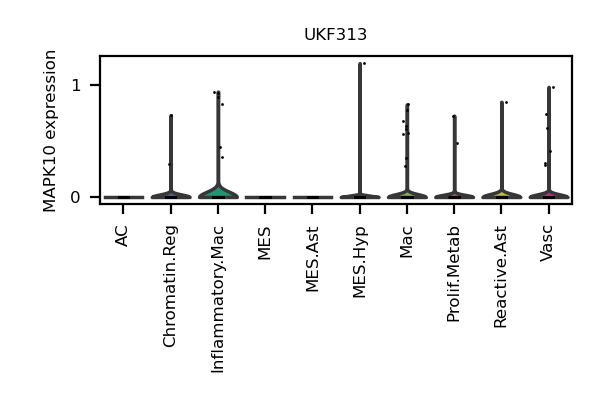 UKF313
MAPK10 expression
1
0
AC
Chromatin.Reg
Inflammatory.Mac
MES
MES.Ast
MES.Hyp
Mac
Prolif.Metab
Reactive.Ast
Vasc